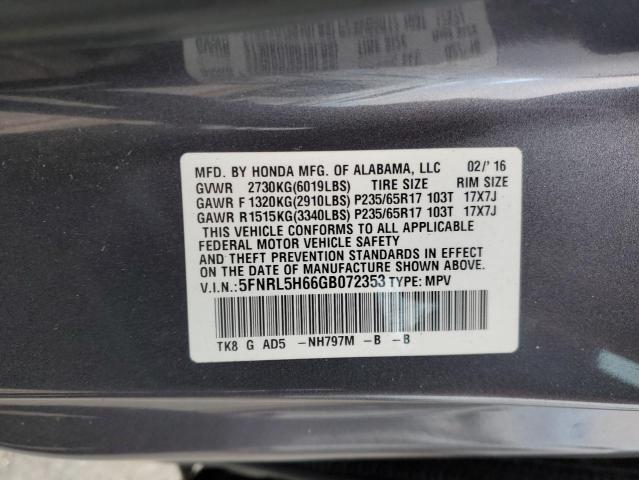 MFD. BY HONDA MFG. OF ALABAMA, LLC 02/'16
GVWR 2730KG(6019LBS) TIRE SIZE RIM SIZE
GAWR F 1320KG(2910LBS) P235/65R17 103T 17X7J
GAWR R1515KG(3340LBS) P235/65R17 103T 17X7J
THIS VEHICLE CONFORMS TO ALL APPLICABLE
FEDERAL MOTOR VEHICLE SAFETY
AND THEFT PREVENTION STANDARDS IN EFFECT
ON THE DATE OF MANUFACTURE SHOWN ABOVE.
V.I.N.: 5FNRL5H66GB072353 TYPE: MPV
TK8 G AD5 -NH797M -B -B